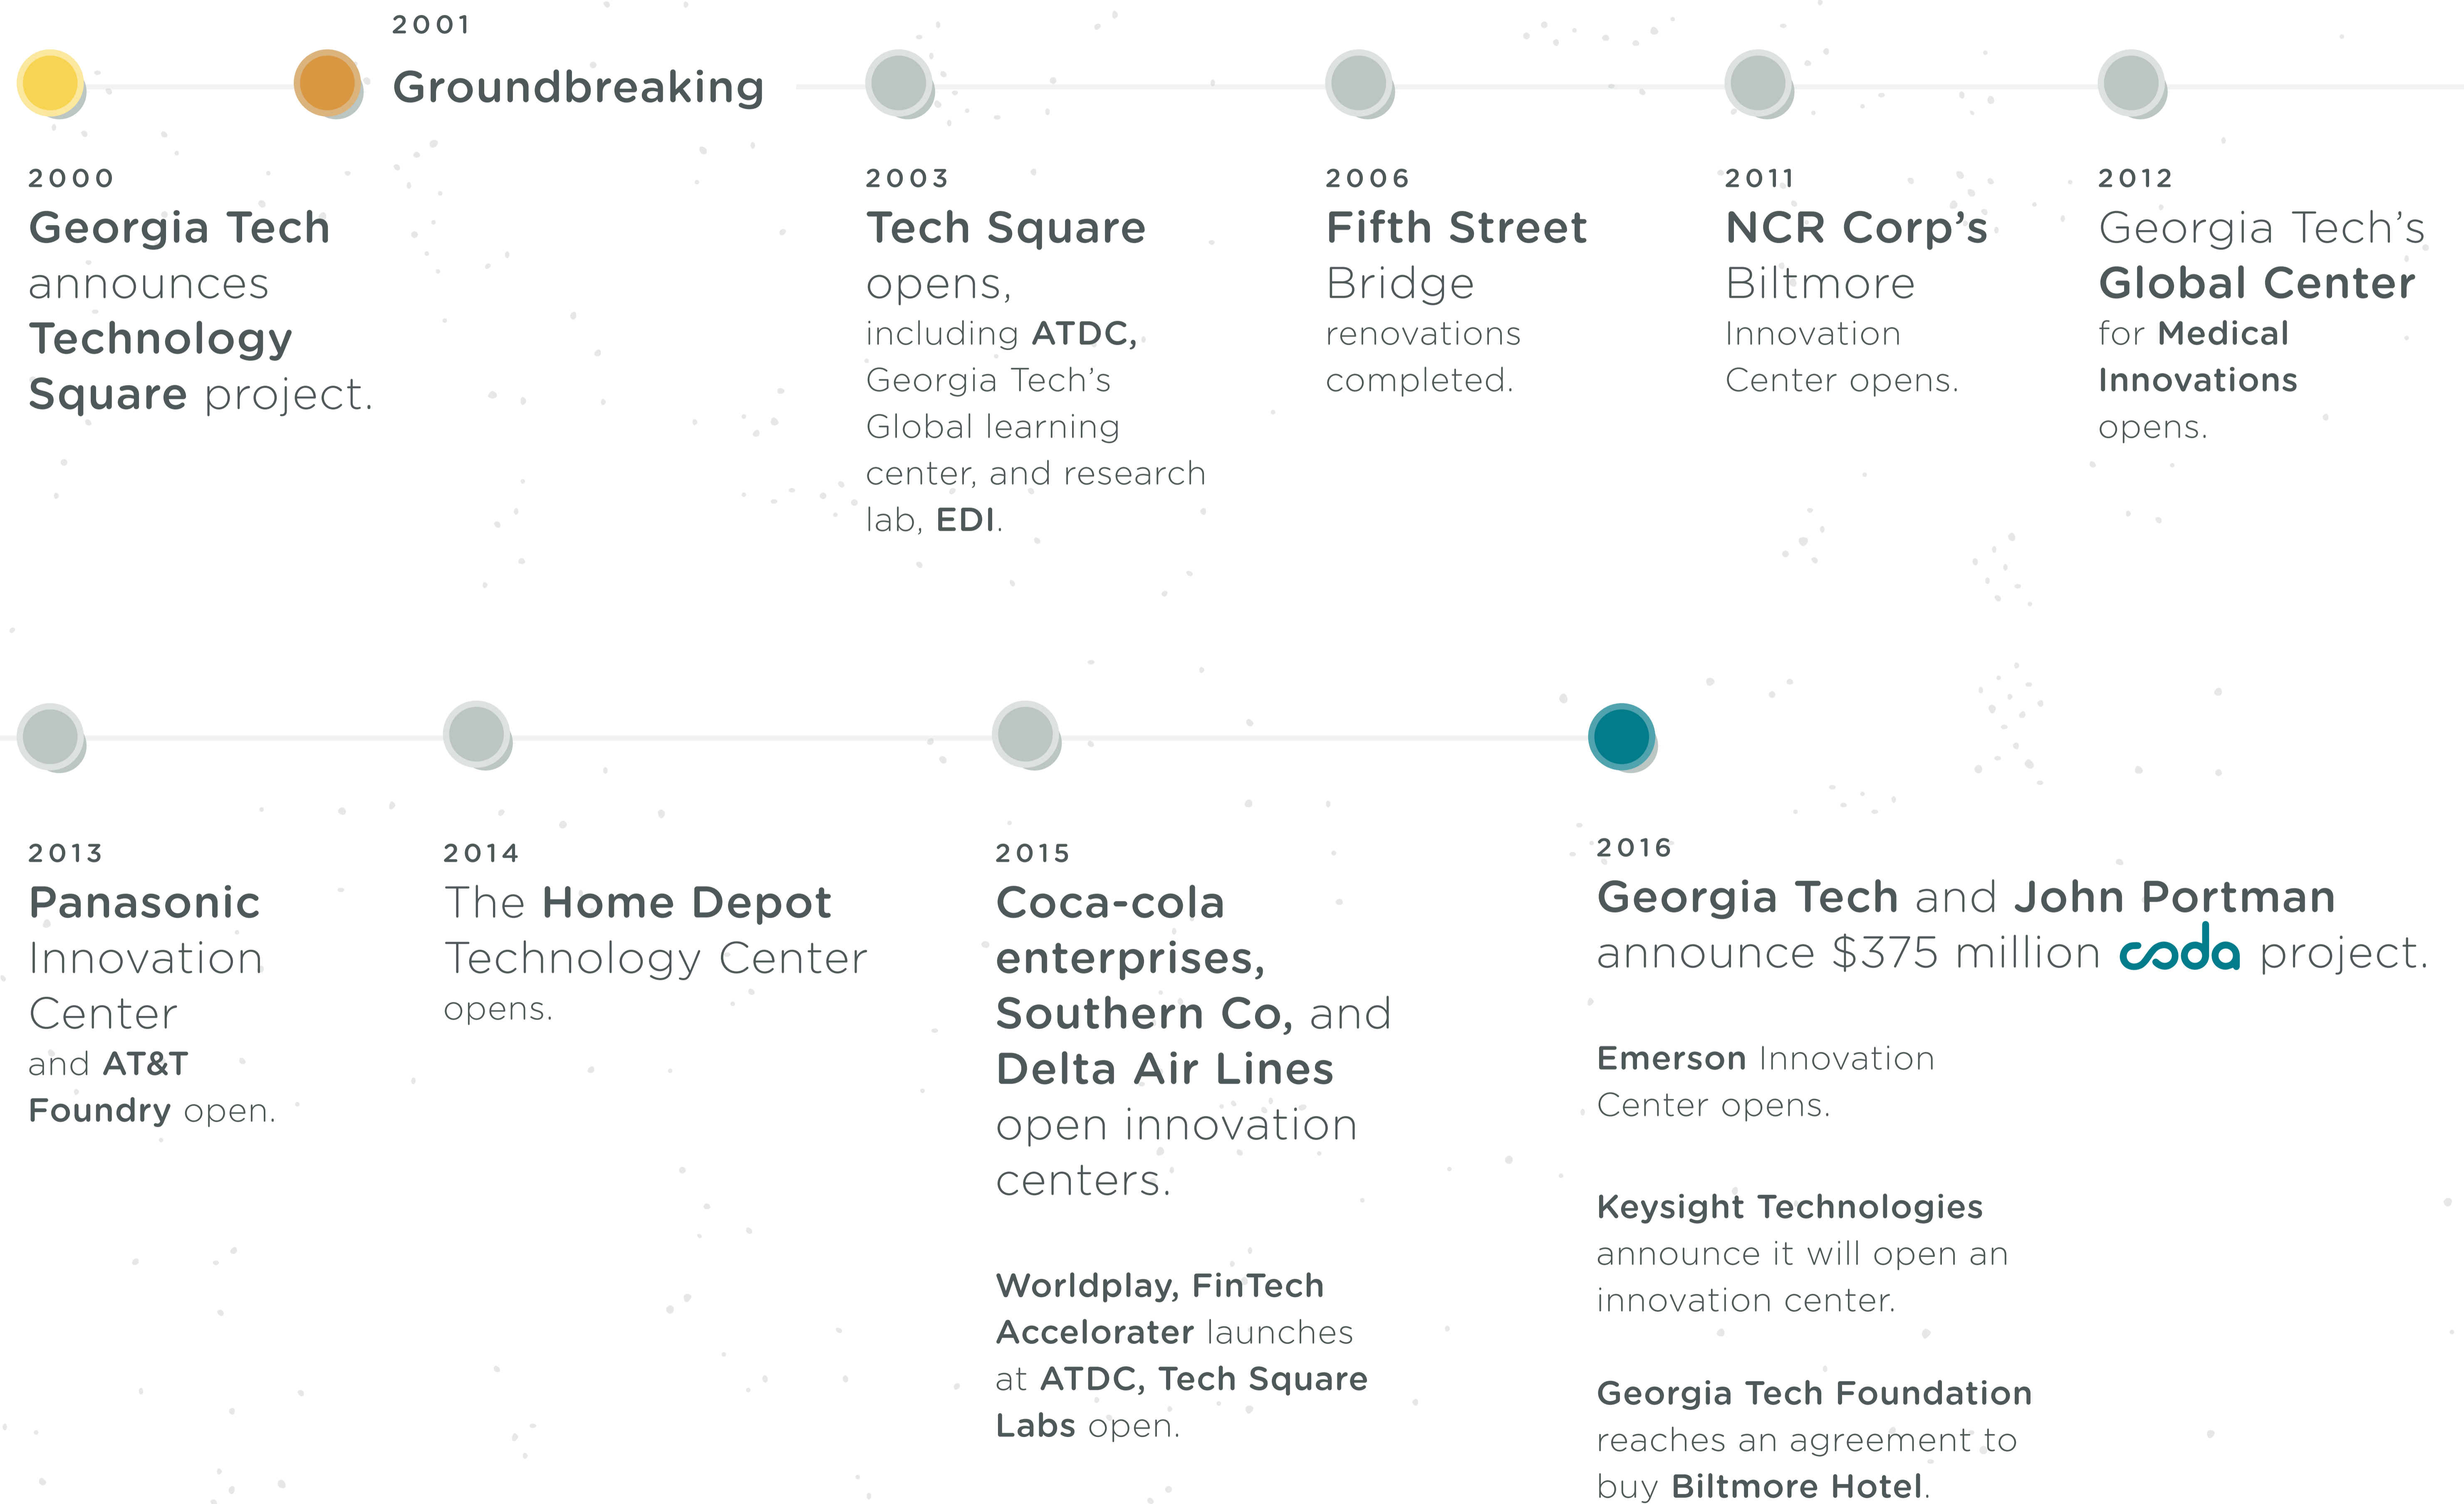 2001
Groundbreaking
2000
Georgia Tech
announces
Technology
Square project.
2003
Tech Square
opens,
including ATDC,
Georgia Tech's
Global learning
center, and research
lab, EDI.
2006
Fifth Street
Bridge
renovations
completed.
2011
NCR Corp's
Biltmore
Innovation
Center opens.
2012
Georgia Tech's
Global Center
for Medical
Innovations
opens.
2013
Panasonic
Innovation
Center
and AT&T
Foundry open.
2014
The Home Depot
Technology Center
opens.
2015
Coca-cola
enterprises,
Southern Co, and
Delta Air Lines
open innovation
centers.
Worldplay, FinTech
Accelorater launches
at ATDC, Tech Square
Labs open.
2016
Georgia Tech and John Portman
announce $375 million coda project.
Emerson Innovation
Center opens.
Keysight Technologies
announce it will open an
innovation center.
Georgia Tech Foundation
reaches an agreement to
buy Biltmore Hotel.